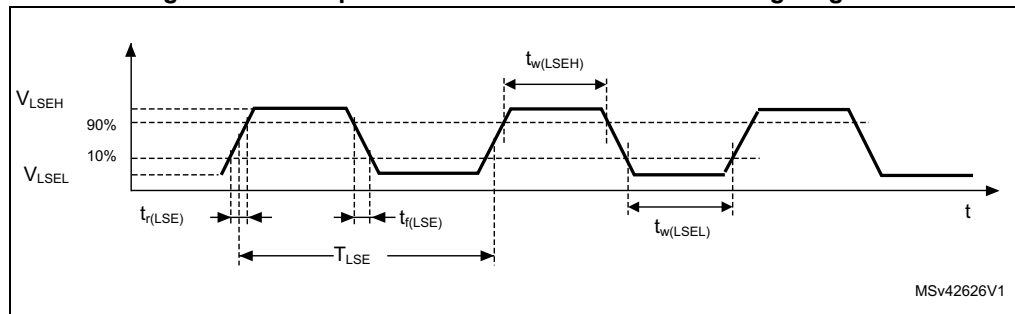 V_LSEH
90%
10%
V_LSEL
t_w(LSEH)
t_r(LSE)
t_f(LSE)
T_LSE
t_w(LSEL)
t
MSv42626V1